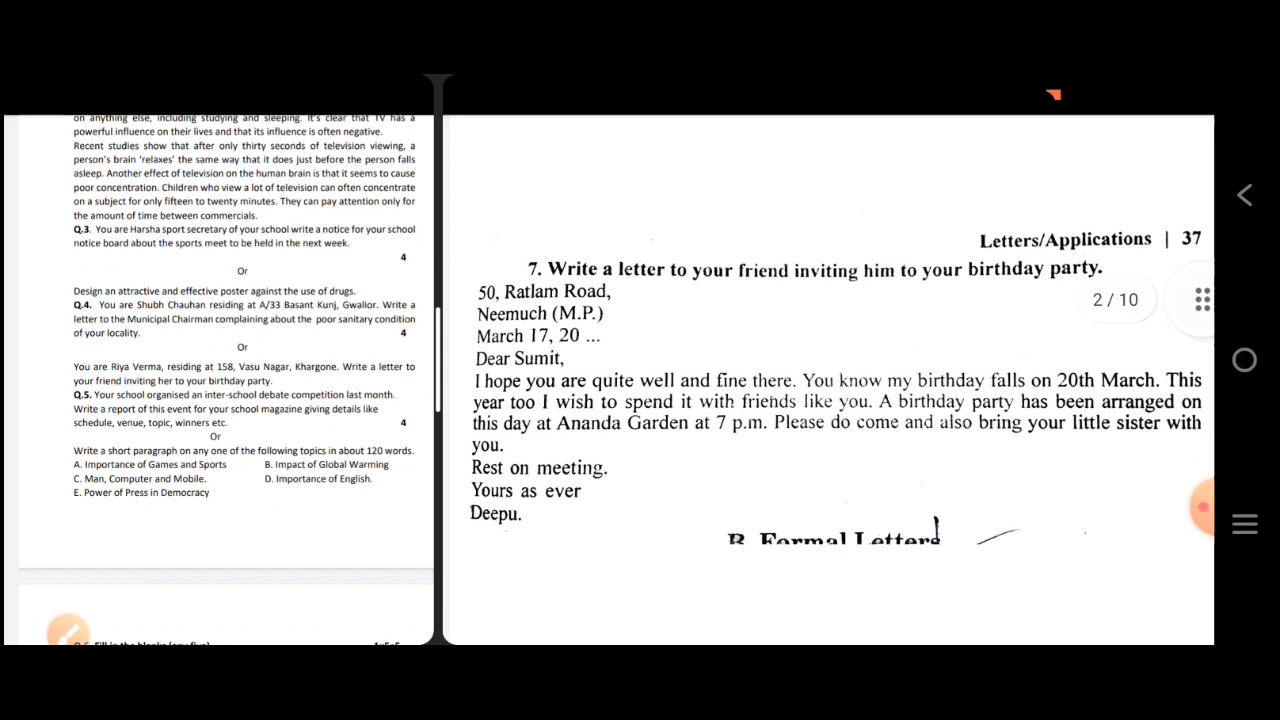 on anything else, including studying and sleeping. It's clear that TV has a
powerful influence on their lives and that its influence is often negative.
Recent studies show that after only thirty seconds of television viewing, a
person's brain 'relaxes' the same way that it does just before the person falls
asleep. Another effect of television on the human brain is that it seems to cause
poor concentration. Children who view a lot of television can often concentrate
on a subject for only fifteen to twenty minutes. They can pay attention only for
the amount of time between commercials.
Q.3. You are Harsha sport secretary of your school write a notice for your school
notice board about the sports meet to be held in the next week.
4
Or
Design an attractive and effective poster against the use of drugs.
Q.4. You are Shubh Chauhan residing at A/33 Basant Kunj, Gwalior. Write a
letter to the Municipal Chairman complaining about the poor sanitary condition
of your locality. 4
Or
You are Riya Verma, residing at 158, Vasu Nagar, Khargone. Write a letter to
your friend inviting her to your birthday party.
Q.5. Your school organised an inter-school debate competition last month.
Write a report of this event for your school magazine giving details like
schedule, venue, topic, winners etc. 4
Or
Write a short paragraph on any one of the following topics in about 120 words.
A. Importance of Games and Sports B. Impact of Global Warming
C. Man, Computer and Mobile. D. Importance of English.
E. Power of Press in Democracy
Q.6. Fill in the blanks (any five)
Letters/Applications | 37
7. Write a letter to your friend inviting him to your birthday party.
50, Ratlam Road,
2 / 10
Neemuch (M.P.)
March 17, 20 ...
Dear Sumit,
I hope you are quite well and fine there. You know my birthday falls on 20th March. This
year too I wish to spend it with friends like you. A birthday party has been arranged on
this day at Ananda Garden at 7 p.m. Please do come and also bring your little sister with
you.
Rest on meeting.
Yours as ever
Deepu.
B. Formal Letters